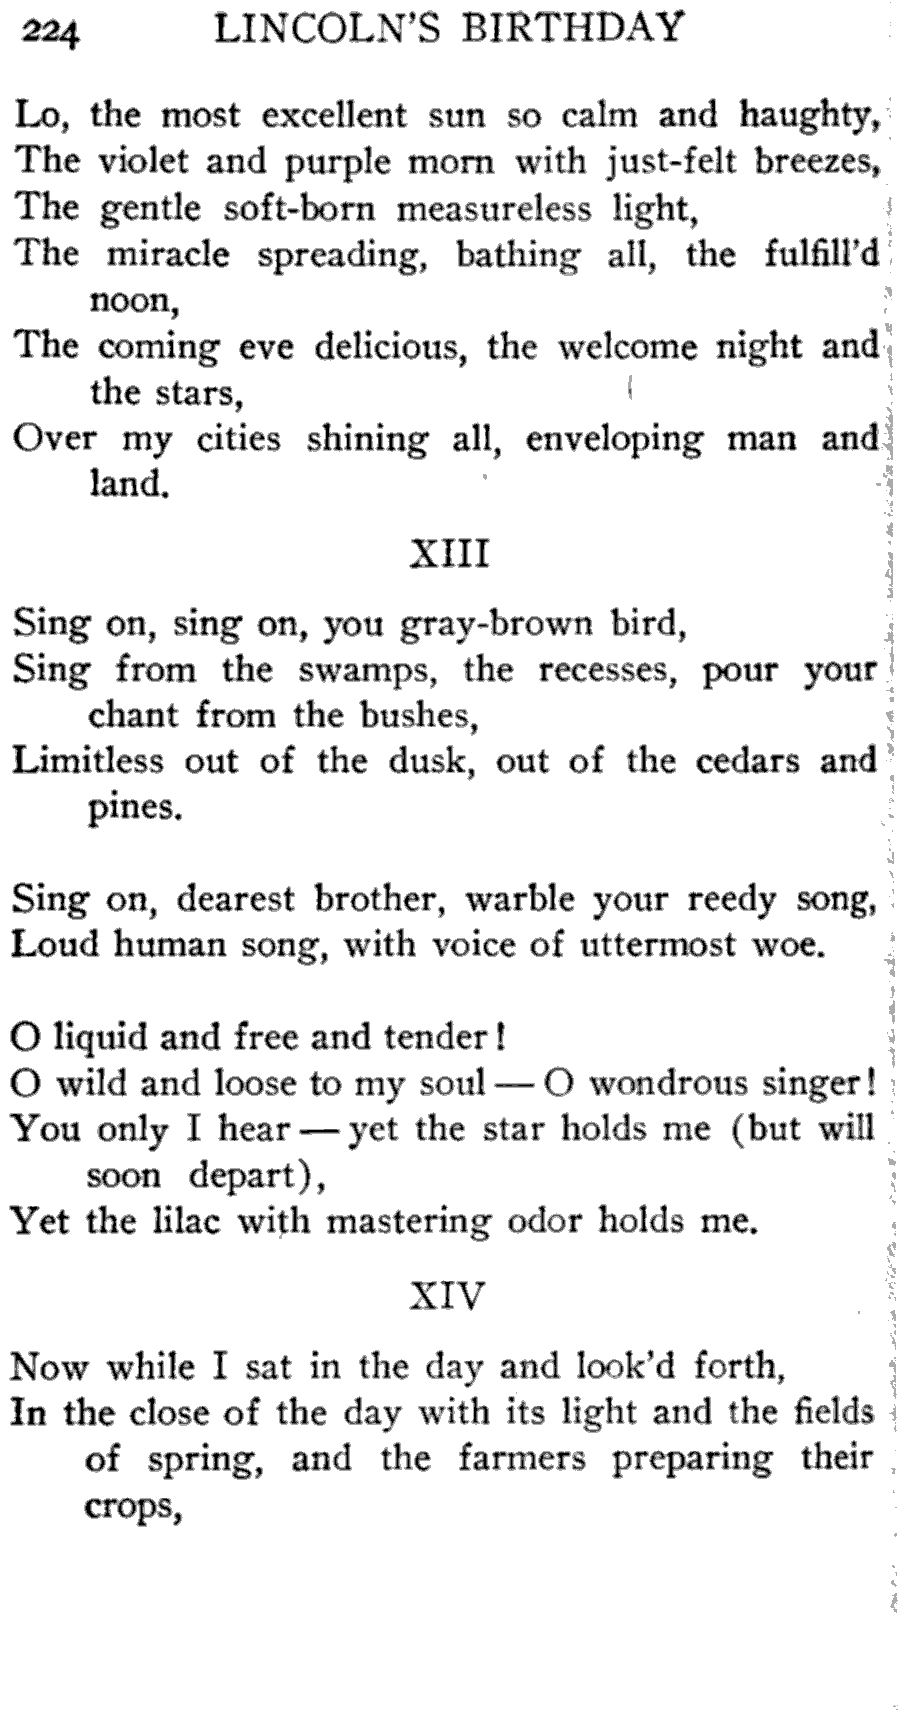 224 LINCOLN'S BIRTHDAY
Lo, the most excellent sun so calm and haughty,
The violet and purple morn with just-felt breezes,
The gentle soft-born measureless light,
The miracle spreading, bathing all, the fulfill'd
noon,
The coming eve delicious, the welcome night and
the stars,
Over my cities shining all, enveloping man and
land.
XIII
Sing on, sing on, you gray-brown bird,
Sing from the swamps, the recesses, pour your
chant from the bushes,
Limitless out of the dusk, out of the cedars and
pines.
Sing on, dearest brother, warble your reedy song,
Loud human song, with voice of uttermost woe.
O liquid and free and tender!
O wild and loose to my soul — O wondrous singer!
You only I hear — yet the star holds me (but will
soon depart),
Yet the lilac with mastering odor holds me.
XIV
Now while I sat in the day and look'd forth,
In the close of the day with its light and the fields
of spring, and the farmers preparing their
crops,